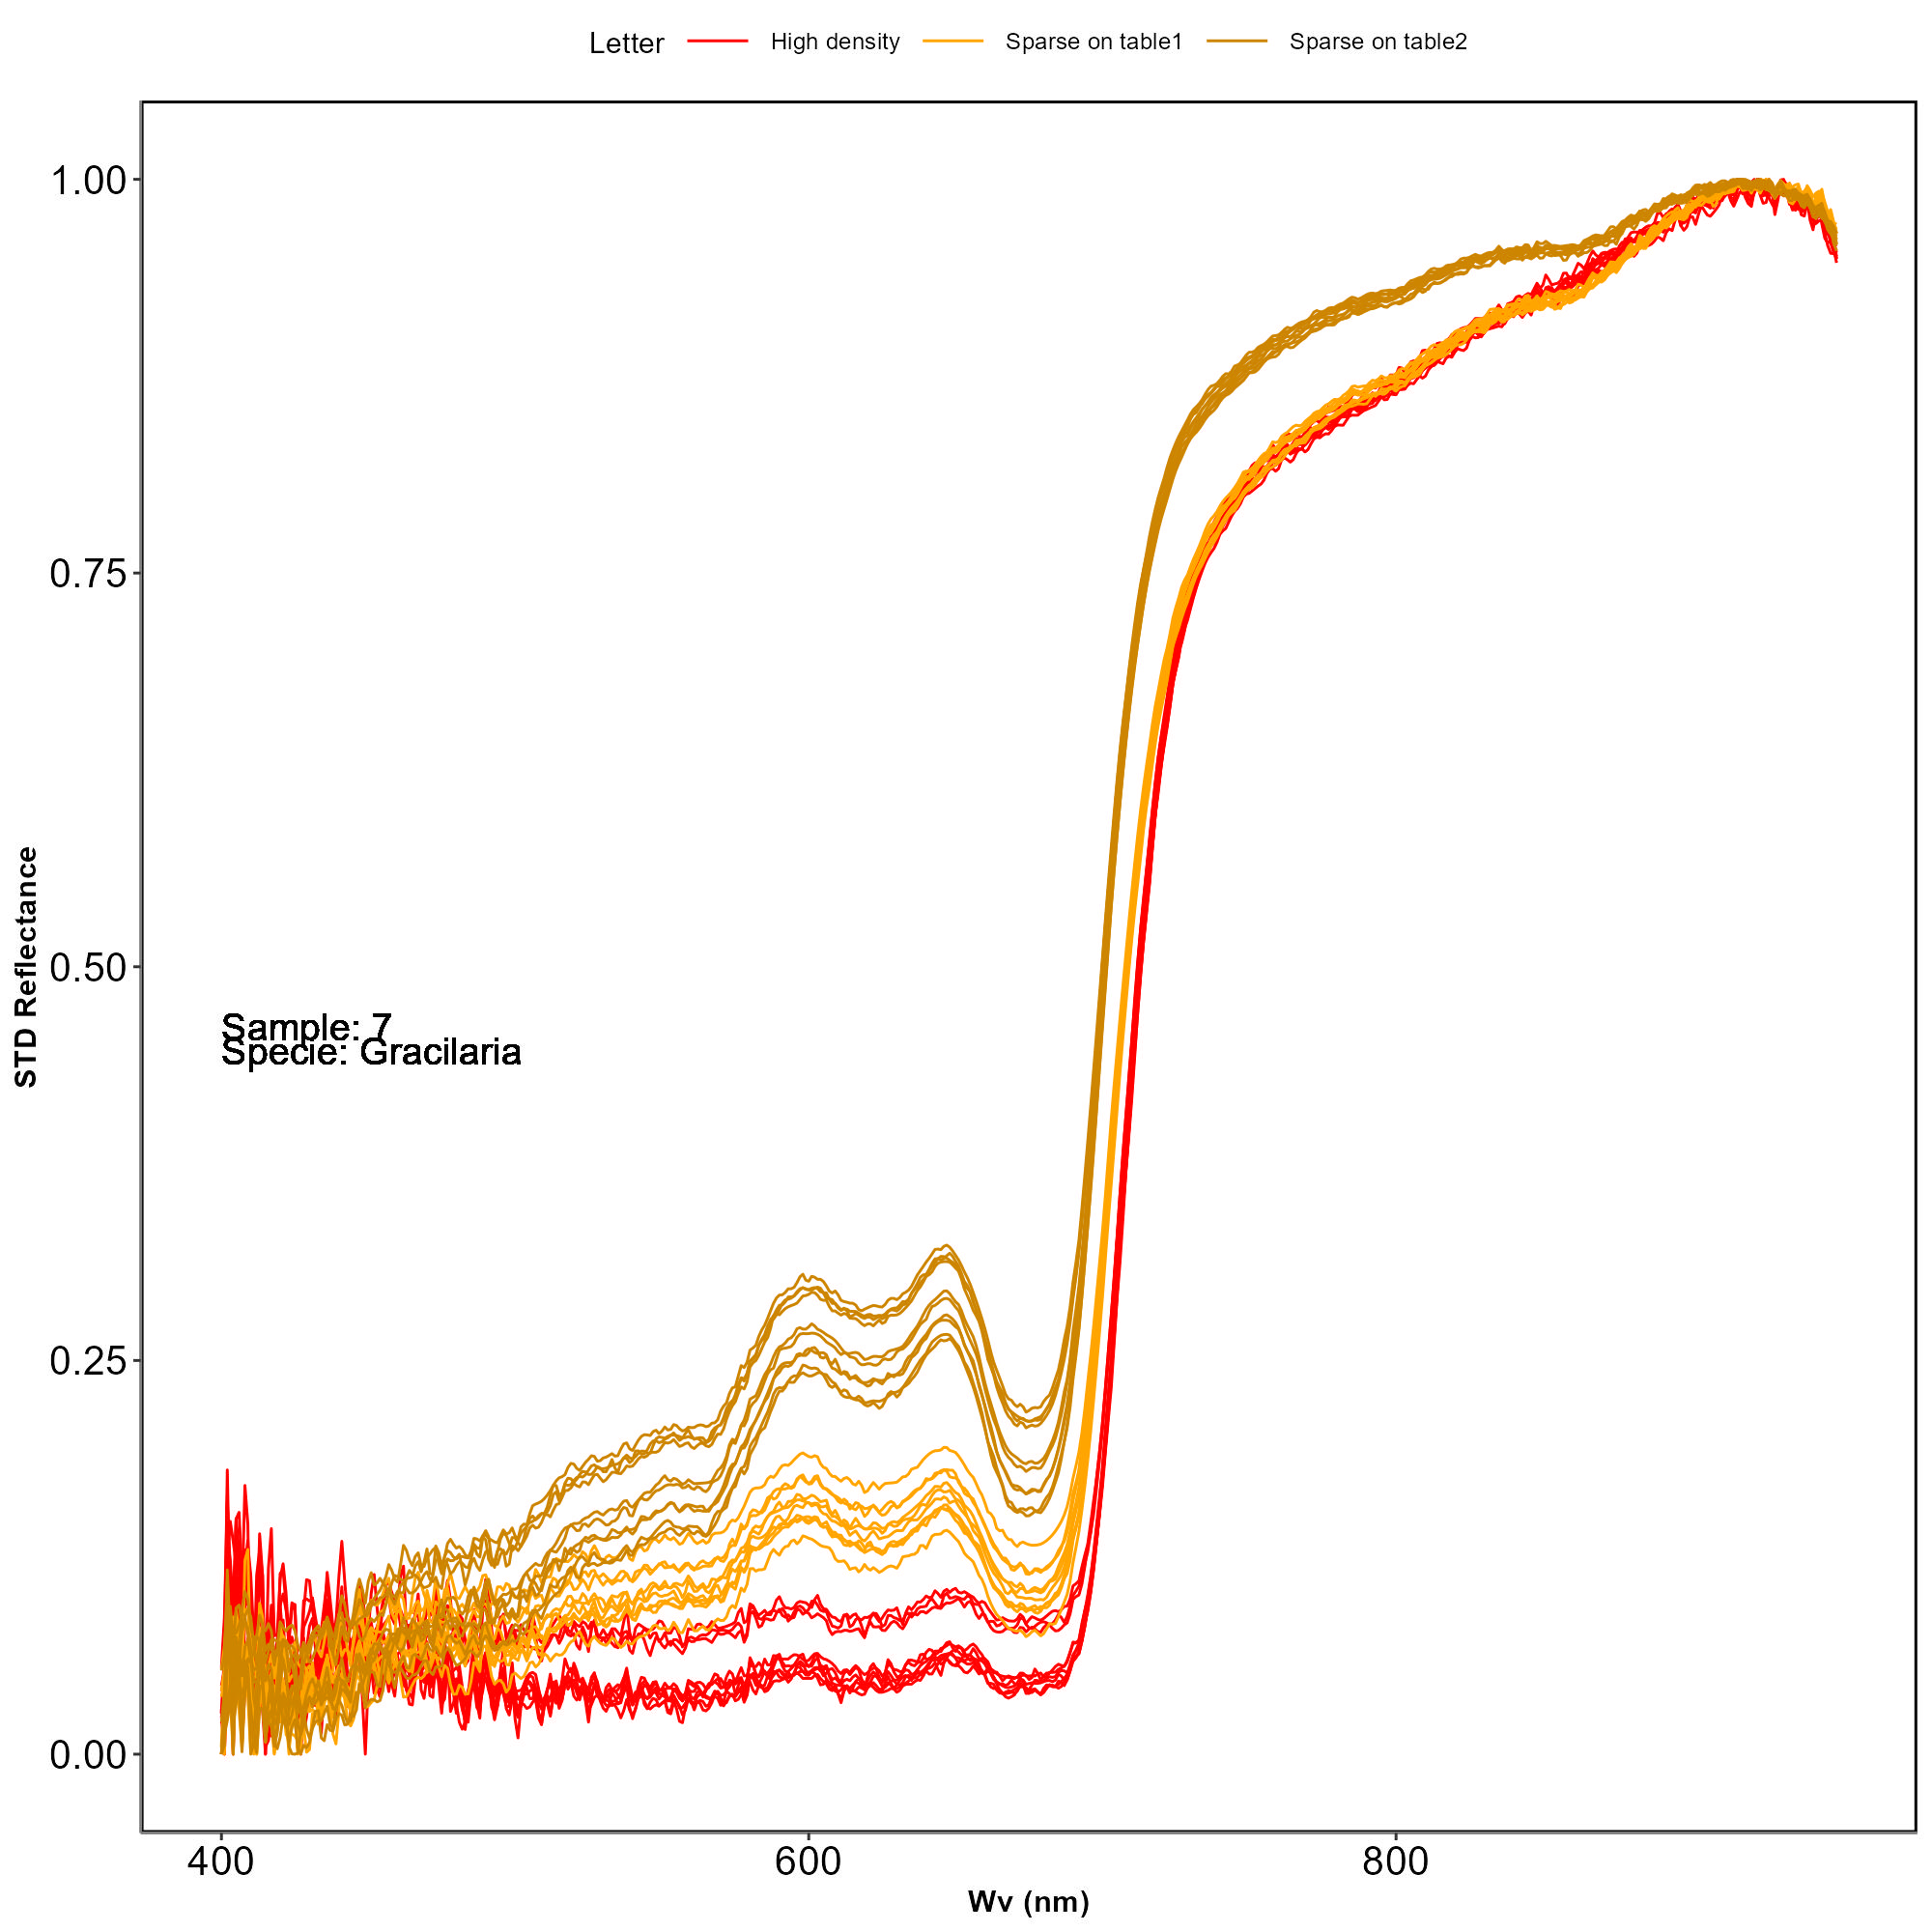 Letter High density Sparse on table1 Sparse on table2
1.00
0.75
0.50
0.25
0.00
STD Reflectance
Sample: 7
Specie: Gracilaria
400 600 800
Wv (nm)